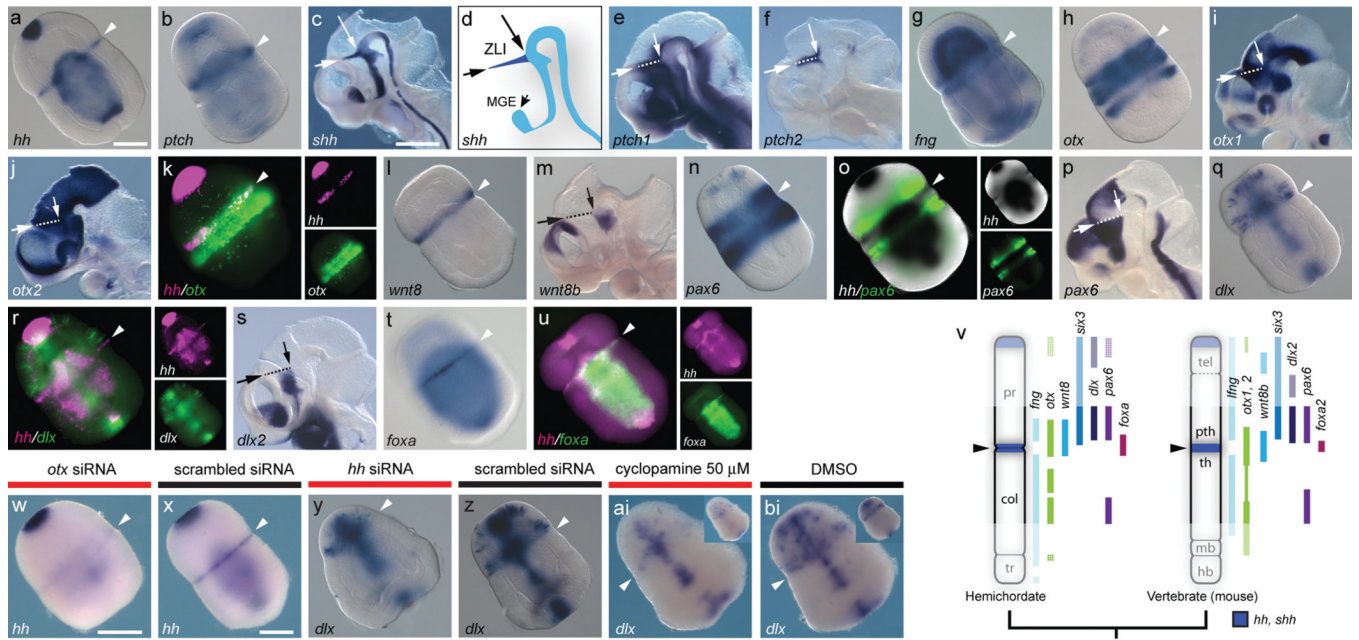 a
hh
b
ptch
c
shh
d
ZLI
MGE
shh
e
ptch1
f
ptch2
g
fng
h
otx
i
otx1
j
otx2
k
hh/otx
hh
otx
l
wnt8
m
wnt8b
n
pax6
o
hh/pax6
hh
pax6
p
pax6
q
dlx
r
hh/dlx
hh
dlx
s
dlx2
t
foxa
u
hh/foxa
hh
foxa
v
pr
col
tr
fng
otx
wnt8
six3
dlx
pax6
foxa
Hemichordate
tel
pth
th
mb
hb
lfng
otx1, 2
wnt8b
six3
dlx2
pax6
foxa2
Vertebrate (mouse)
hh, shh
otx siRNA
scrambled siRNA
hh siRNA
scrambled siRNA
cyclopamine 50 μM
DMSO
w
hh
x
hh
y
dlx
z
dlx
ai
dlx
bi
dlx